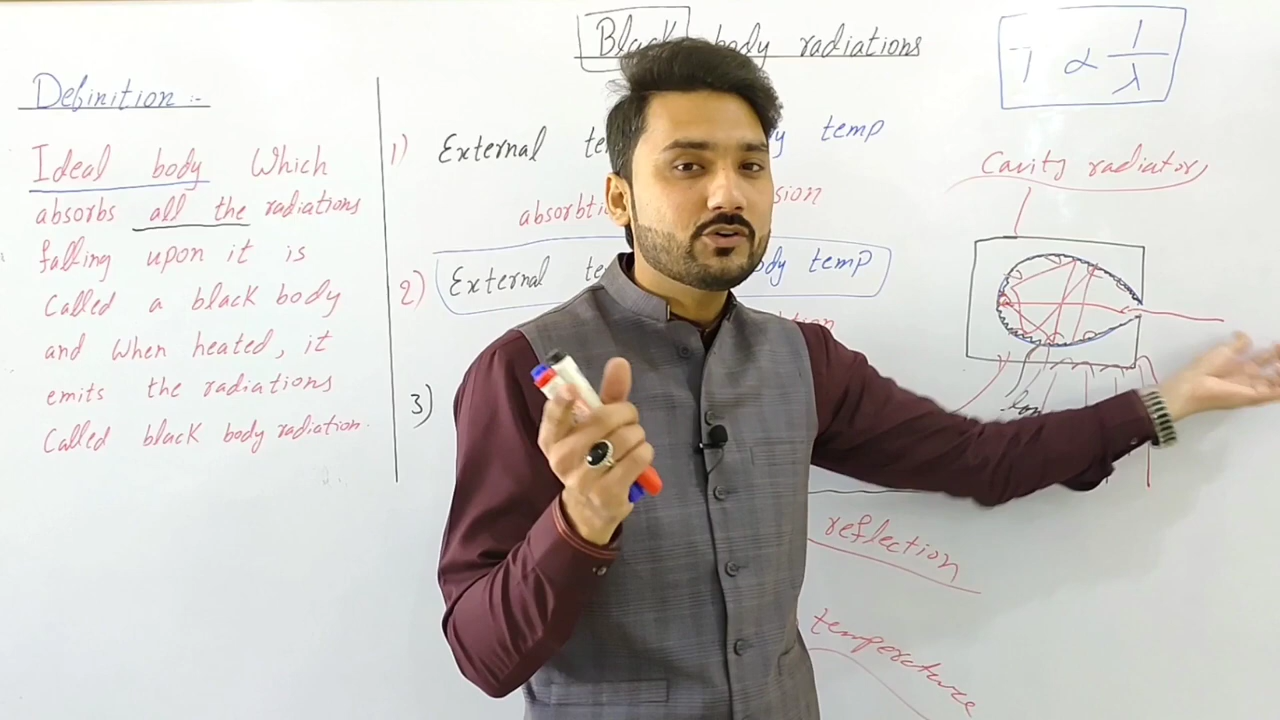 Black body radiations
T ∝ 1/λ
Definition :-
Ideal body Which
absorbs all the radiations
falling upon it is
Called a black body
and When heated, it
emits the radiations
Called black body radiation.
1) External temp
2) External body temp
3)
Cavity radiator
reflection
temperature